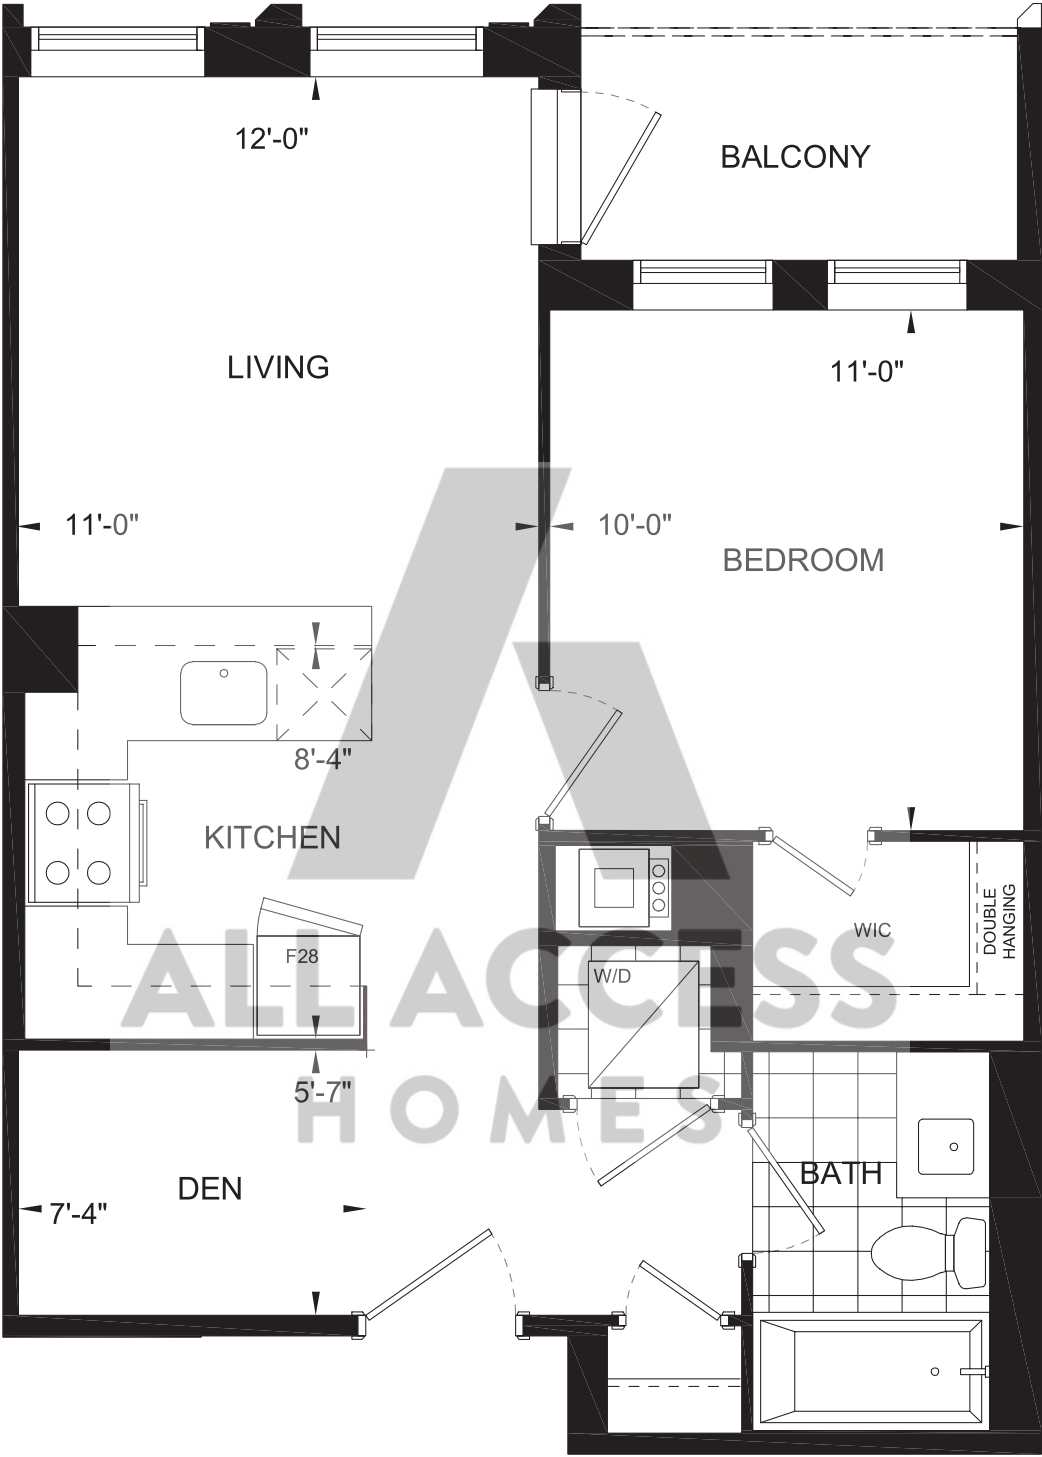 12'-0"
BALCONY
LIVING
11'-0"
11'-0"
10'-0"
BEDROOM
8'-4"
KITCHEN
WIC
DOUBLE
HANGING
F28
W/D
ALL ACCESS
HOMES
5'-7"
DEN
7'-4"
BATH